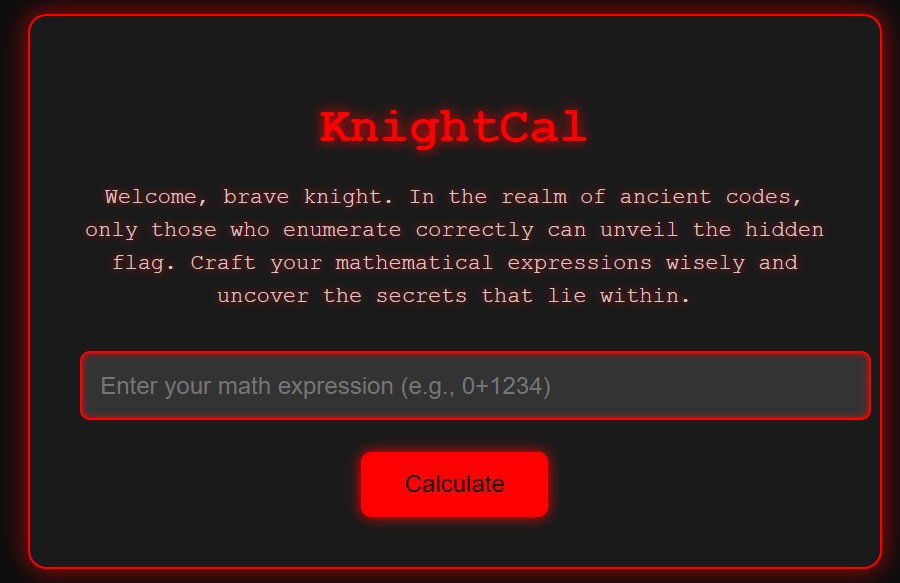 KnightCal
Welcome, brave knight. In the realm of ancient codes,
only those who enumerate correctly can unveil the hidden
flag. Craft your mathematical expressions wisely and
uncover the secrets that lie within.
Enter your math expression (e.g., 0+1234)
Calculate